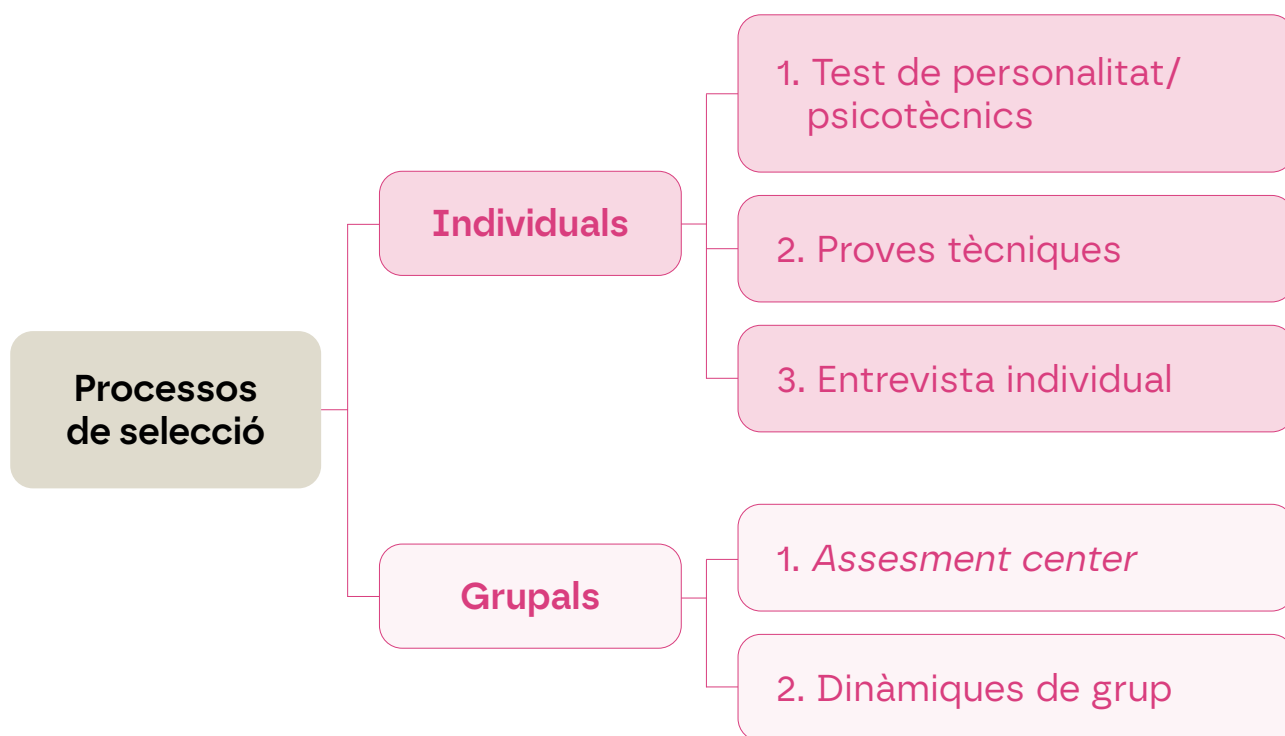 Processos
de selecció
Individuals
1. Test de personalitat/
psicotècnics
2. Proves tècniques
3. Entrevista individual
Grupals
1. Assesment center
2. Dinàmiques de grup